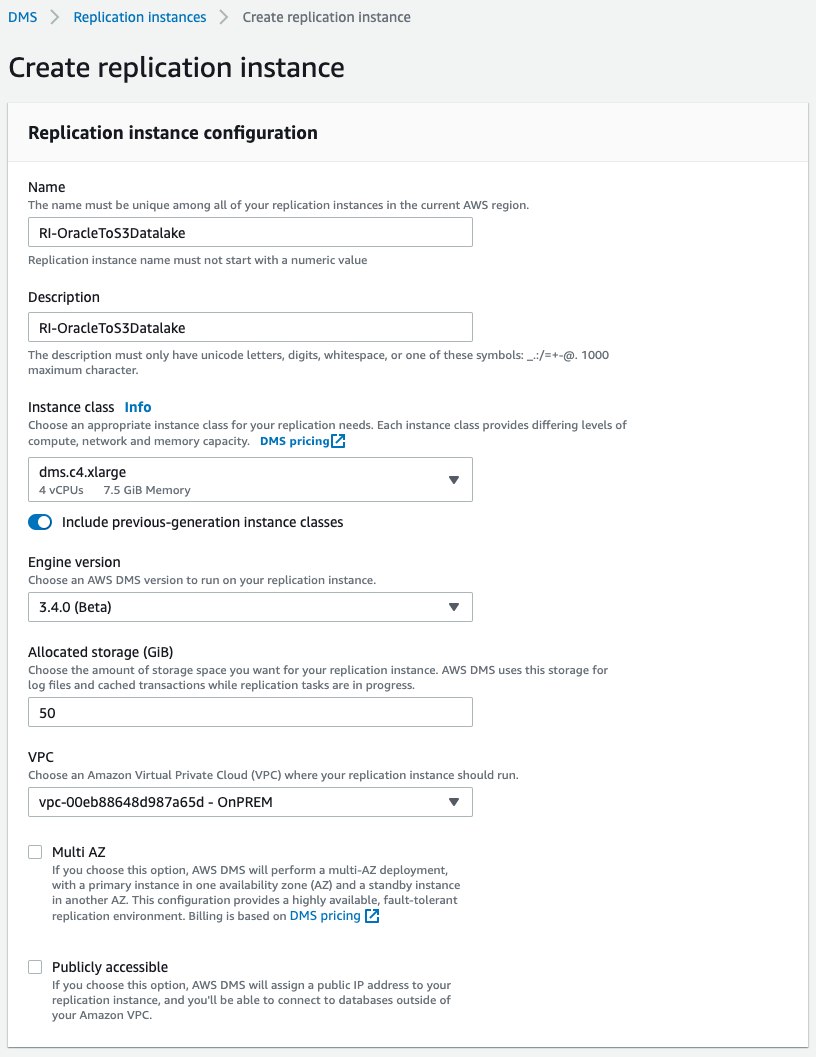 DMS > Replication instances > Create replication instance
Create replication instance
Replication instance configuration
Name
The name must be unique among all of your replication instances in the current AWS region.
RI-OracleToS3Datalake
Replication instance name must not start with a numeric value
Description
RI-OracleToS3Datalake
The description must only have unicode letters, digits, whitespace, or one of these symbols: _.:/=+-@. 1000
maximum character.
Instance class Info
Choose an appropriate instance class for your replication needs. Each instance class provides differing levels of
compute, network and memory capacity. DMS pricing
dms.c4.xlarge
4 vCPUs 7.5 GiB Memory
Include previous-generation instance classes
Engine version
Choose an AWS DMS version to run on your replication instance.
3.4.0 (Beta)
Allocated storage (GiB)
Choose the amount of storage space you want for your replication instance. AWS DMS uses this storage for
log files and cached transactions while replication tasks are in progress.
50
VPC
Choose an Amazon Virtual Private Cloud (VPC) where your replication instance should run.
vpc-00eb88648d987a65d - OnPREM
Multi AZ
If you choose this option, AWS DMS will perform a multi-AZ deployment,
with a primary instance in one availability zone (AZ) and a standby instance
in another AZ. This configuration provides a highly available, fault-tolerant
replication environment. Billing is based on DMS pricing
Publicly accessible
If you choose this option, AWS DMS will assign a public IP address to your
replication instance, and you'll be able to connect to databases outside of
your Amazon VPC.